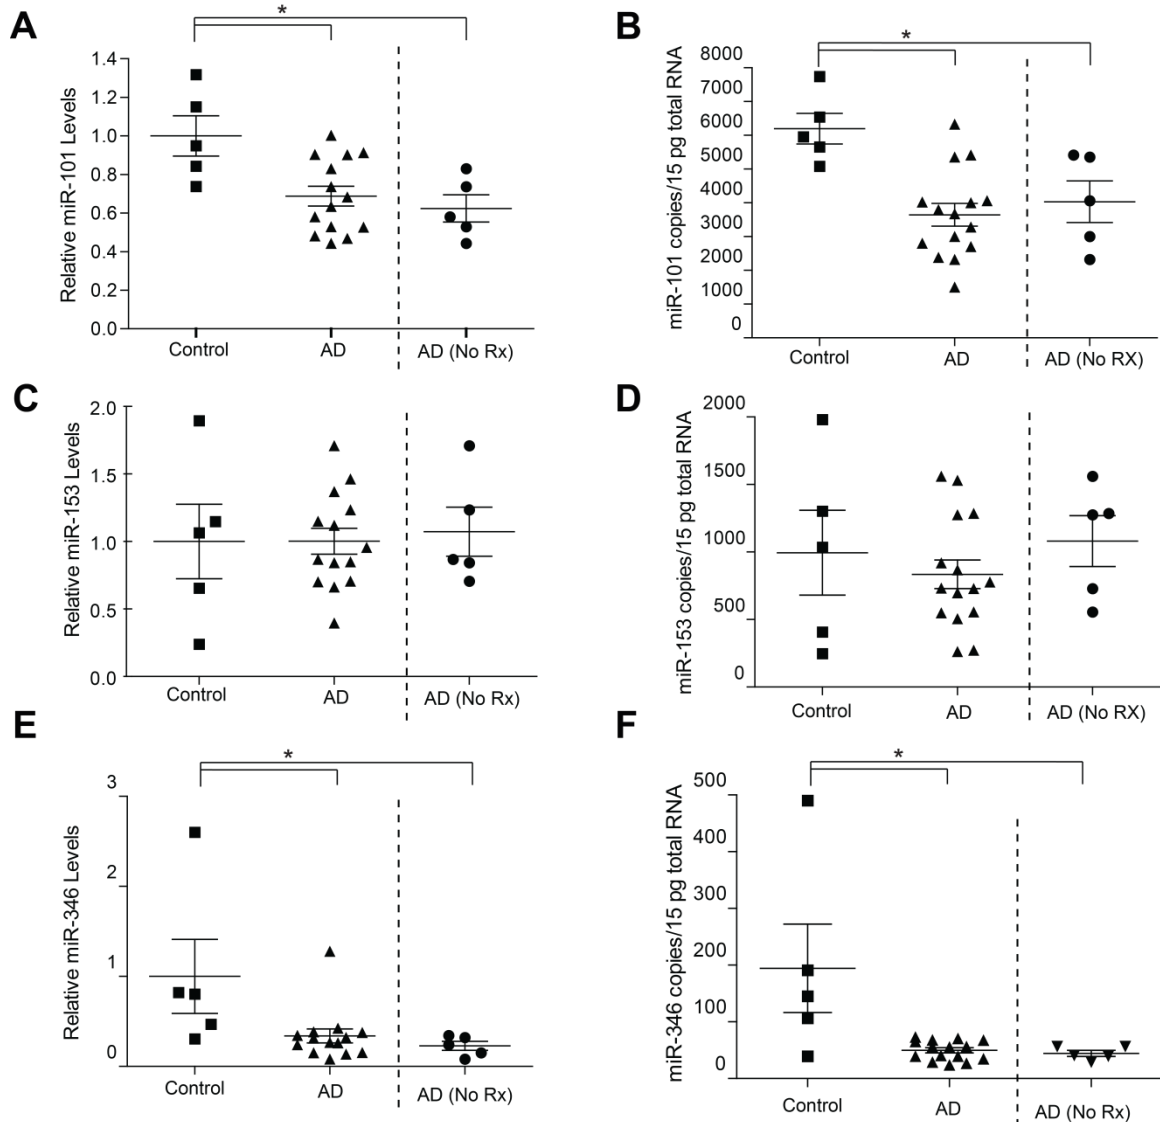 A
*
Relative miR-101 Levels
1.4
1.2
1.0
0.8
0.6
0.4
0.2
0.0
Control
AD
AD (No Rx)
B
*
miR-101 copies/15 pg total RNA
8000
7000
6000
5000
4000
3000
2000
1000
0
Control
AD
AD (No RX)
C
Relative miR-153 Levels
2.0
1.5
1.0
0.5
0.0
Control
AD
AD (No Rx)
D
miR-153 copies/15 pg total RNA
2000
1500
1000
500
0
Control
AD
AD (No RX)
E
*
Relative miR-346 Levels
3
2
1
0
Control
AD
AD (No Rx)
F
*
miR-346 copies/15 pg total RNA
500
400
300
200
100
0
Control
AD
AD (No Rx)